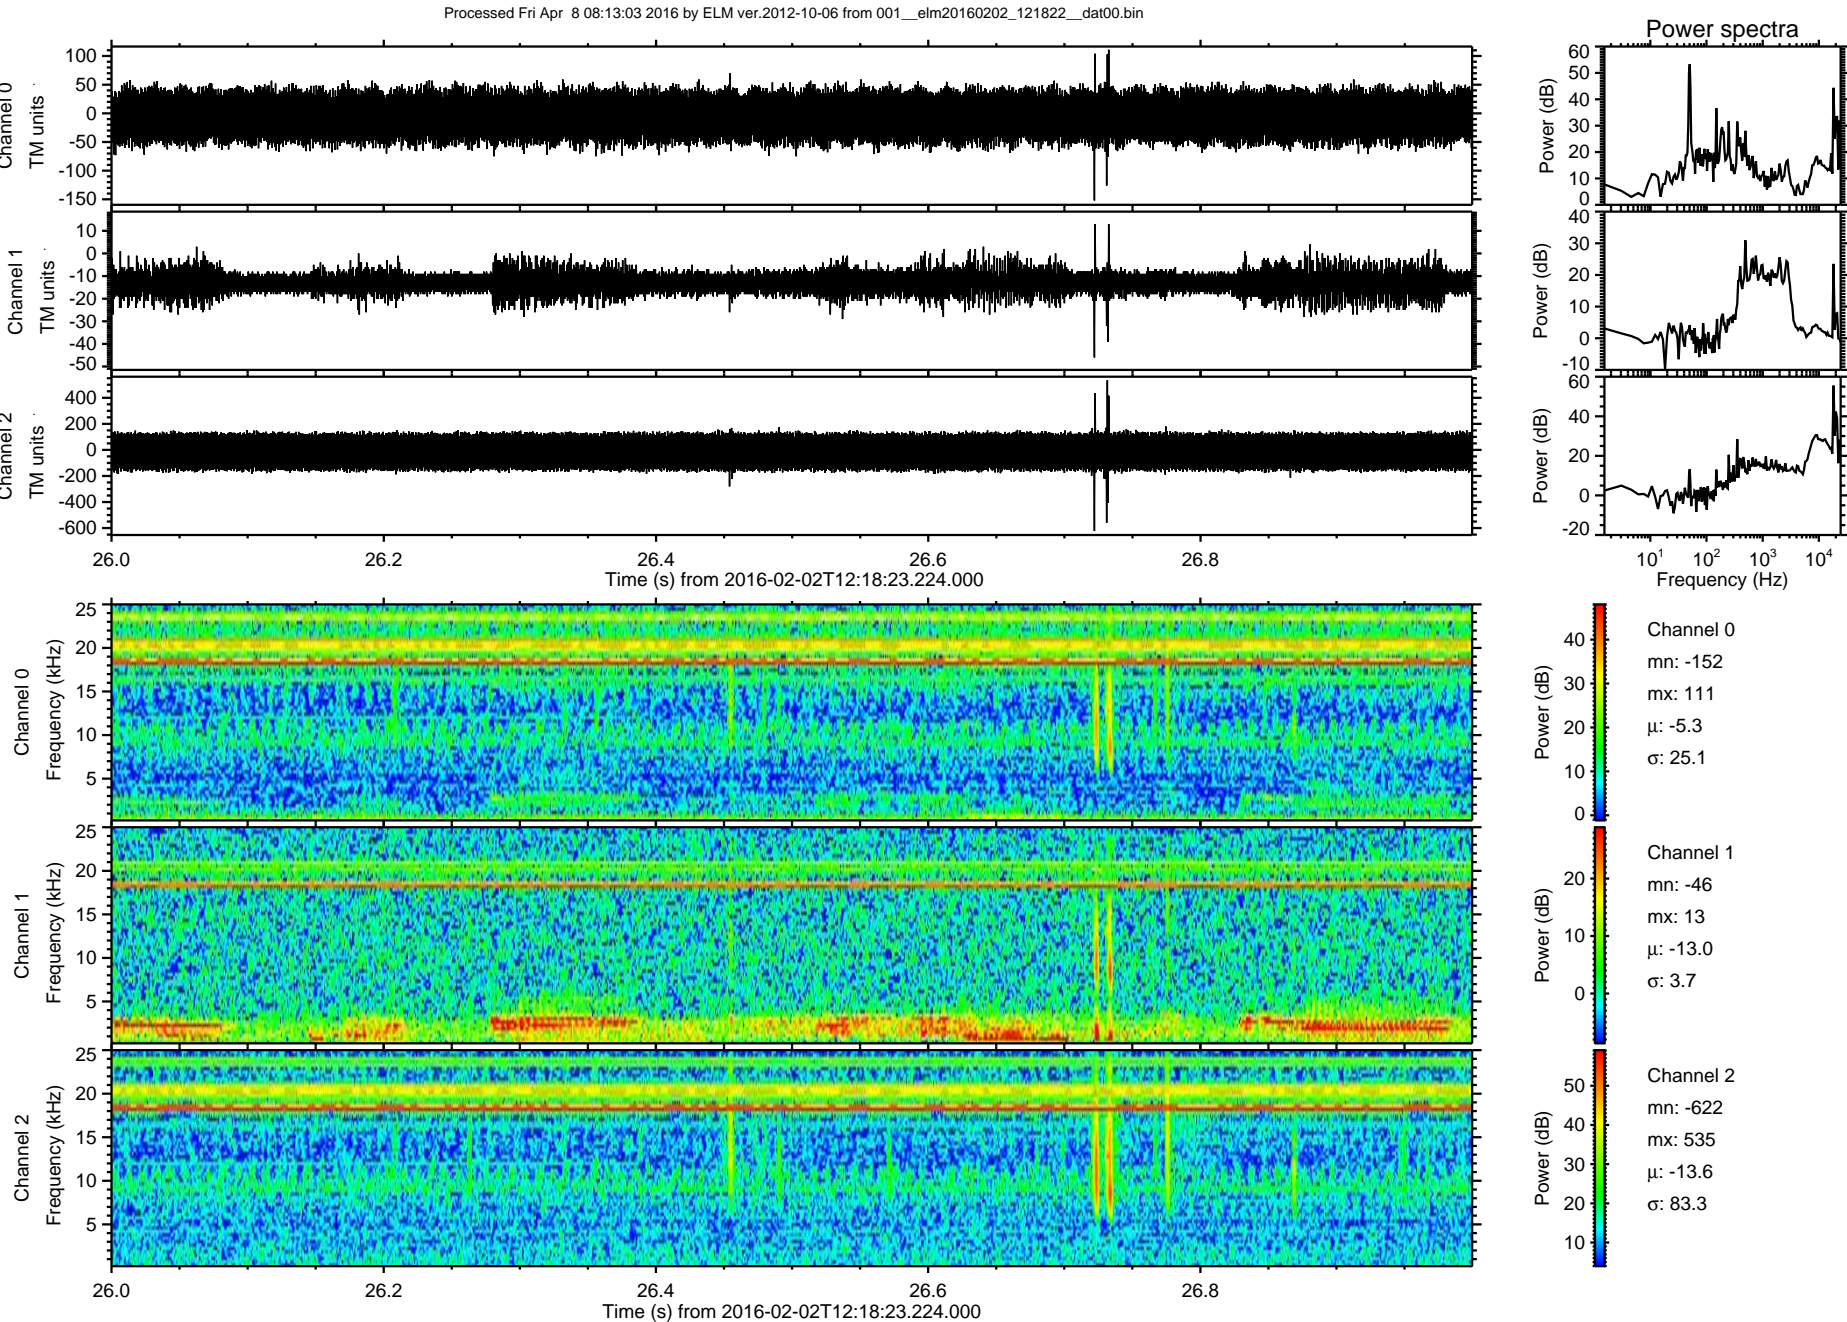 Processed Fri Apr 8 08:13:03 2016 by ELM ver.2012-10-06 from 001__elm20160202_121822__dat00.bin
Power spectra
Channel 0
TM units
100
50
0
-50
-100
-150
Power (dB)
60
50
40
30
20
10
0
Channel 1
TM units
10
0
-10
-20
-30
-40
-50
Power (dB)
40
30
20
10
0
-10
Channel 2
TM units
400
200
0
-200
-400
-600
Power (dB)
60
40
20
0
-20
26.0 26.2 26.4 26.6 26.8
Time (s) from 2016-02-02T12:18:23.224.000
10^1 10^2 10^3 10^4
Frequency (Hz)
Channel 0
Frequency (kHz)
25
20
15
10
5
Power (dB)
40
30
20
10
0
Channel 0
mn: -152
mx: 111
μ: -5.3
σ: 25.1
Channel 1
Frequency (kHz)
25
20
15
10
5
Power (dB)
20
10
0
Channel 1
mn: -46
mx: 13
μ: -13.0
σ: 3.7
Channel 2
Frequency (kHz)
25
20
15
10
5
Power (dB)
50
40
30
20
10
Channel 2
mn: -622
mx: 535
μ: -13.6
σ: 83.3
26.0 26.2 26.4 26.6 26.8
Time (s) from 2016-02-02T12:18:23.224.000